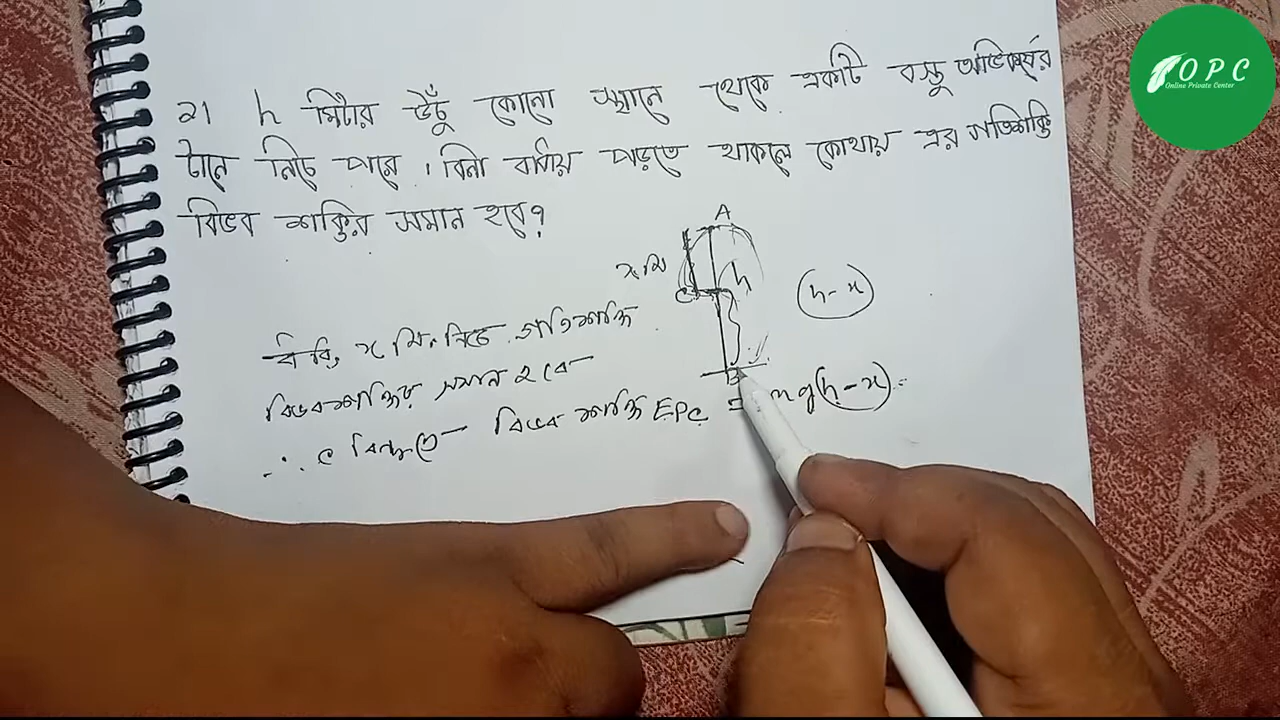 ২। h মিটার উঁচু কোনো স্থানে থেকে একটি বস্তু অভিকর্ষের
টানে নিচে পরে । বিনা বাধায় পড়তে থাকলে কোথায় এর গতিশক্তি
বিভব শক্তির সমান হবে?
A
x মি
h
C
(h-x)
B
ধরি, x মি. নিচে গতিশক্তি
বিভবশক্তির সমান হবে
∴ C বিন্দুতে বিভব শক্তি EPC = mg(h-x)
OPC
Online Private Center